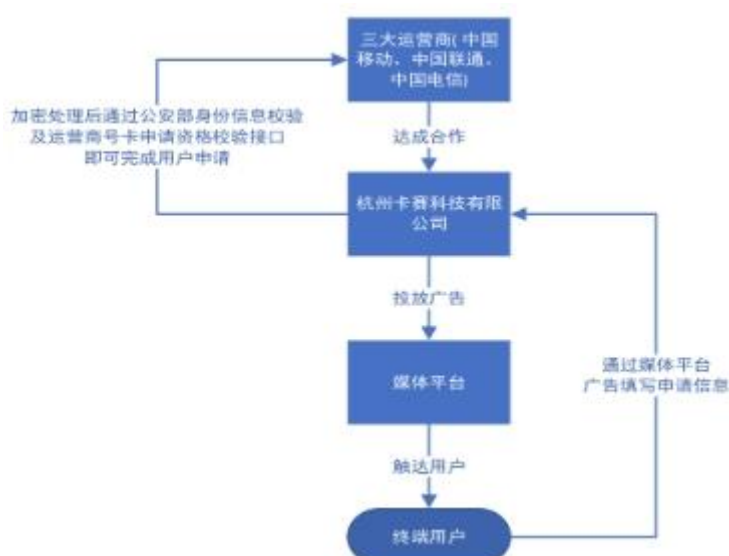 三大运营商(中国
移动、中国联通、
中国电信)
加密处理后通过公安部身份信息校验
及运营商号卡申请资格校验接口
即可完成用户申请
达成合作
杭州卡赛科技有限
公司
投放广告
媒体平台
通过媒体平台
广告填写申请信息
触达用户
终端用户